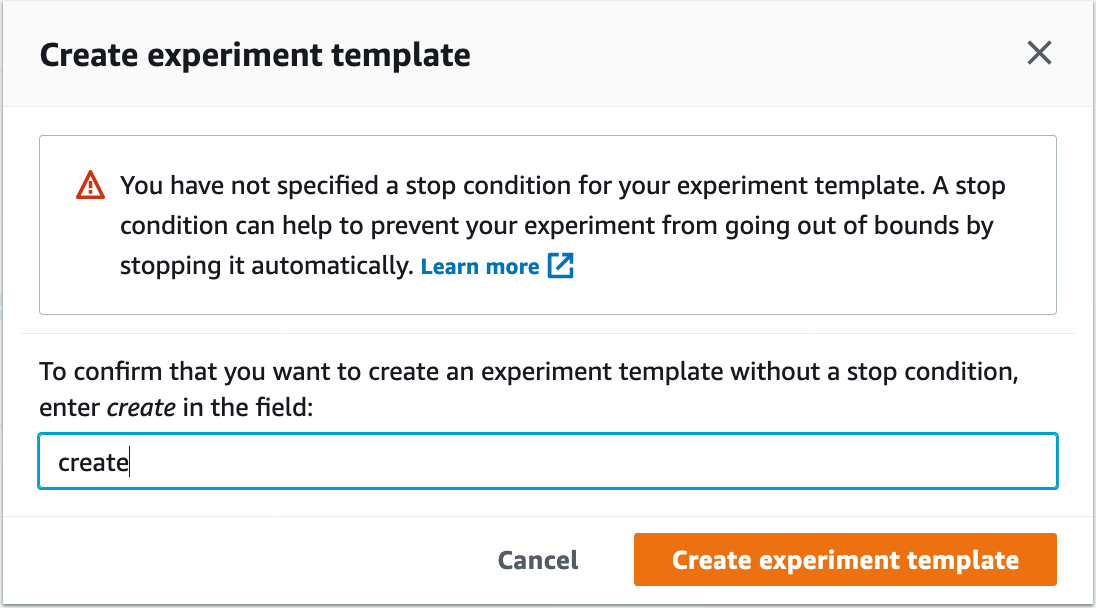 Create experiment template
You have not specified a stop condition for your experiment template. A stop
condition can help to prevent your experiment from going out of bounds by
stopping it automatically. Learn more
To confirm that you want to create an experiment template without a stop condition,
enter create in the field:
create
Cancel Create experiment template